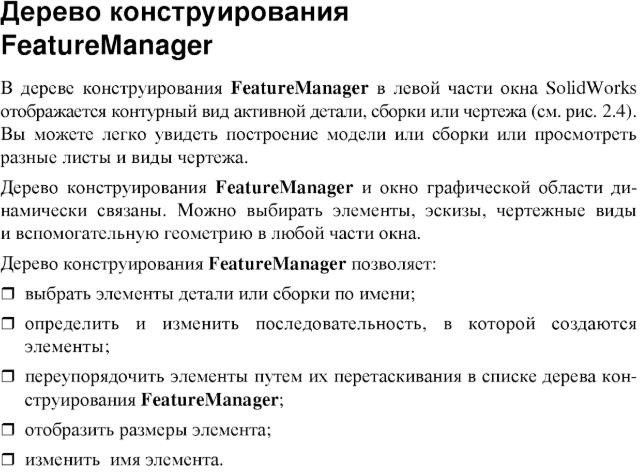 Дерево конструирования
FeatureManager
В дереве конструирования FeatureManager в левой части окна SolidWorks
отображается контурный вид активной детали, сборки или чертежа (см. рис. 2.4).
Вы можете легко увидеть построение модели или сборки или просмотреть
разные листы и виды чертежа.
Дерево конструирования FeatureManager и окно графической области ди-
намически связаны. Можно выбирать элементы, эскизы, чертежные виды
и вспомогательную геометрию в любой части окна.
Дерево конструирования FeatureManager позволяет:
❒ выбрать элементы детали или сборки по имени;
❒ определить и изменить последовательность, в которой создаются
элементы;
❒ переупорядочить элементы путем их перетаскивания в списке дерева кон-
струирования FeatureManager;
❒ отобразить размеры элемента;
❒ изменить имя элемента.